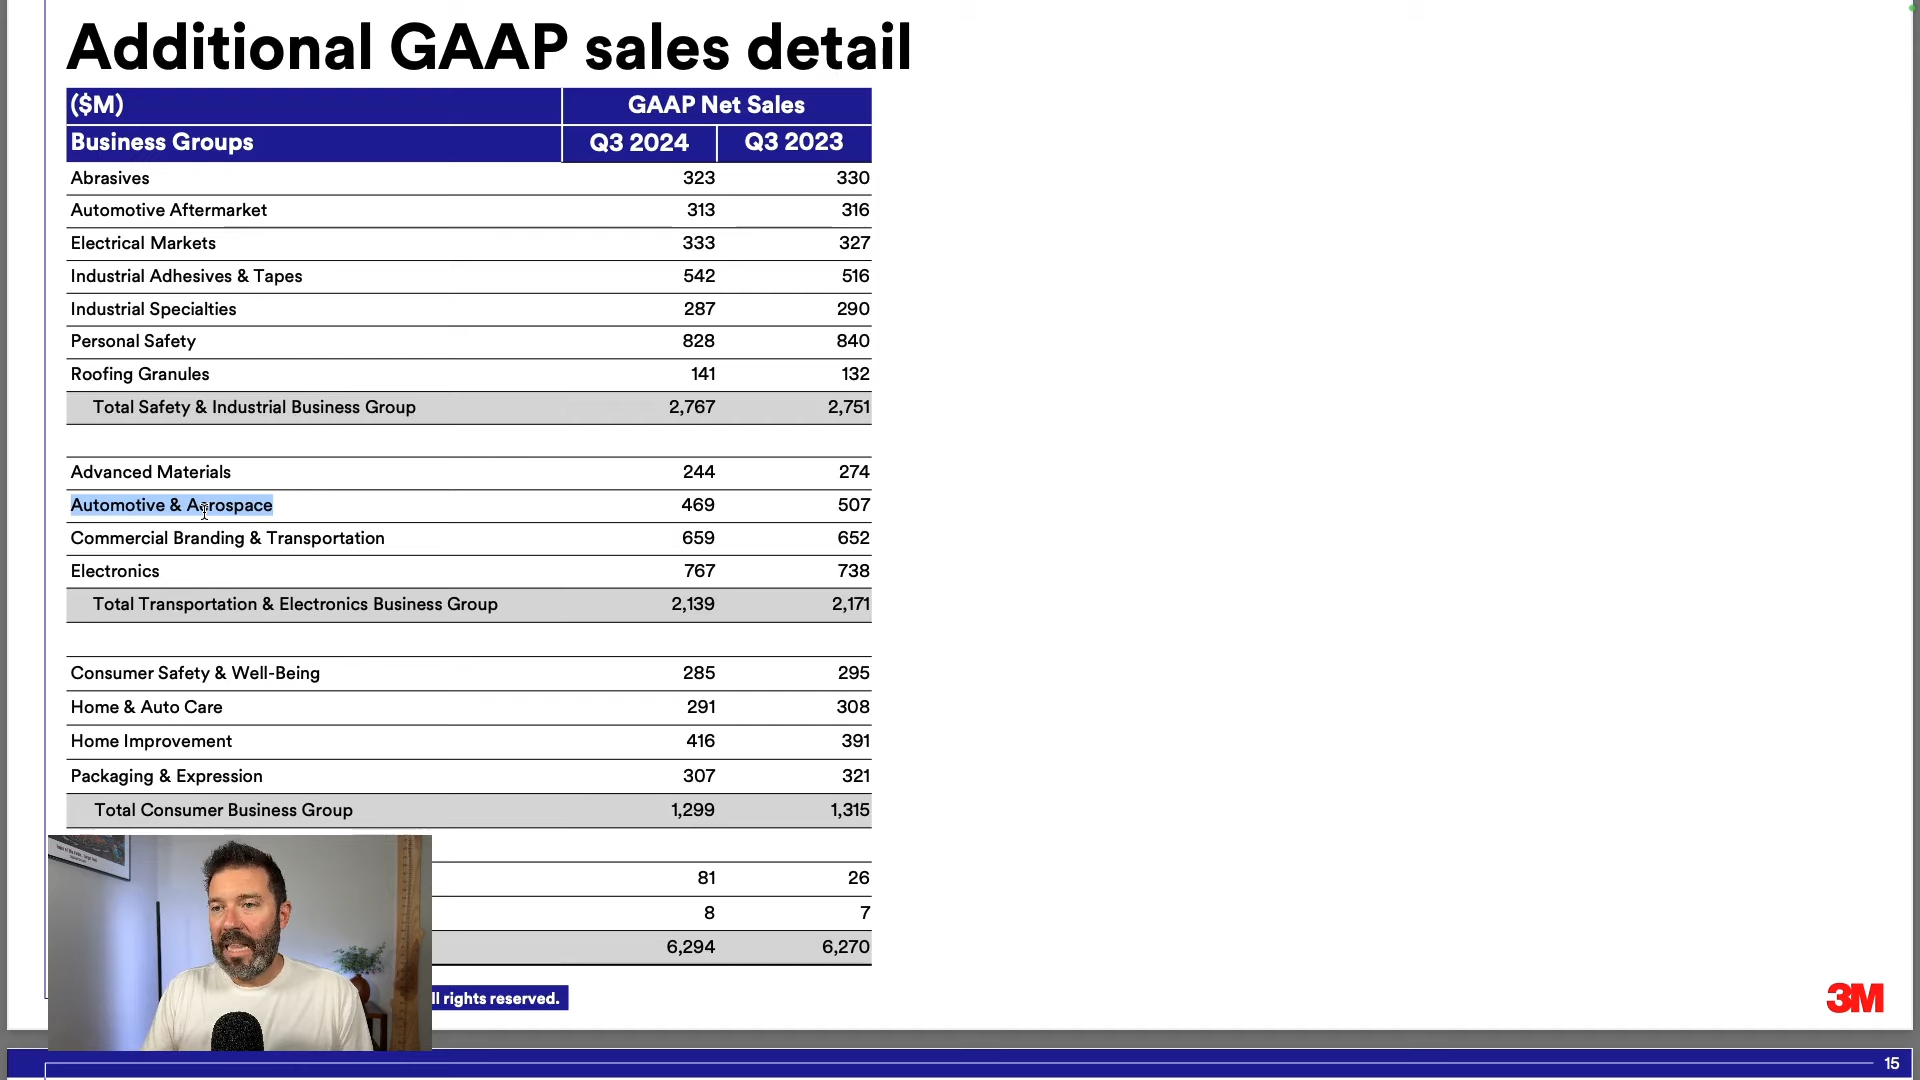 Additional GAAP sales detail
($M) GAAP Net Sales
Business Groups Q3 2024 Q3 2023
Abrasives 323 330
Automotive Aftermarket 313 316
Electrical Markets 333 327
Industrial Adhesives & Tapes 542 516
Industrial Specialties 287 290
Personal Safety 828 840
Roofing Granules 141 132
Total Safety & Industrial Business Group 2,767 2,751
Advanced Materials 244 274
Automotive & Aerospace 469 507
Commercial Branding & Transportation 659 652
Electronics 767 738
Total Transportation & Electronics Business Group 2,139 2,171
Consumer Safety & Well-Being 285 295
Home & Auto Care 291 308
Home Improvement 416 391
Packaging & Expression 307 321
Total Consumer Business Group 1,299 1,315
81 26
8 7
6,294 6,270
ll rights reserved.
3M
15